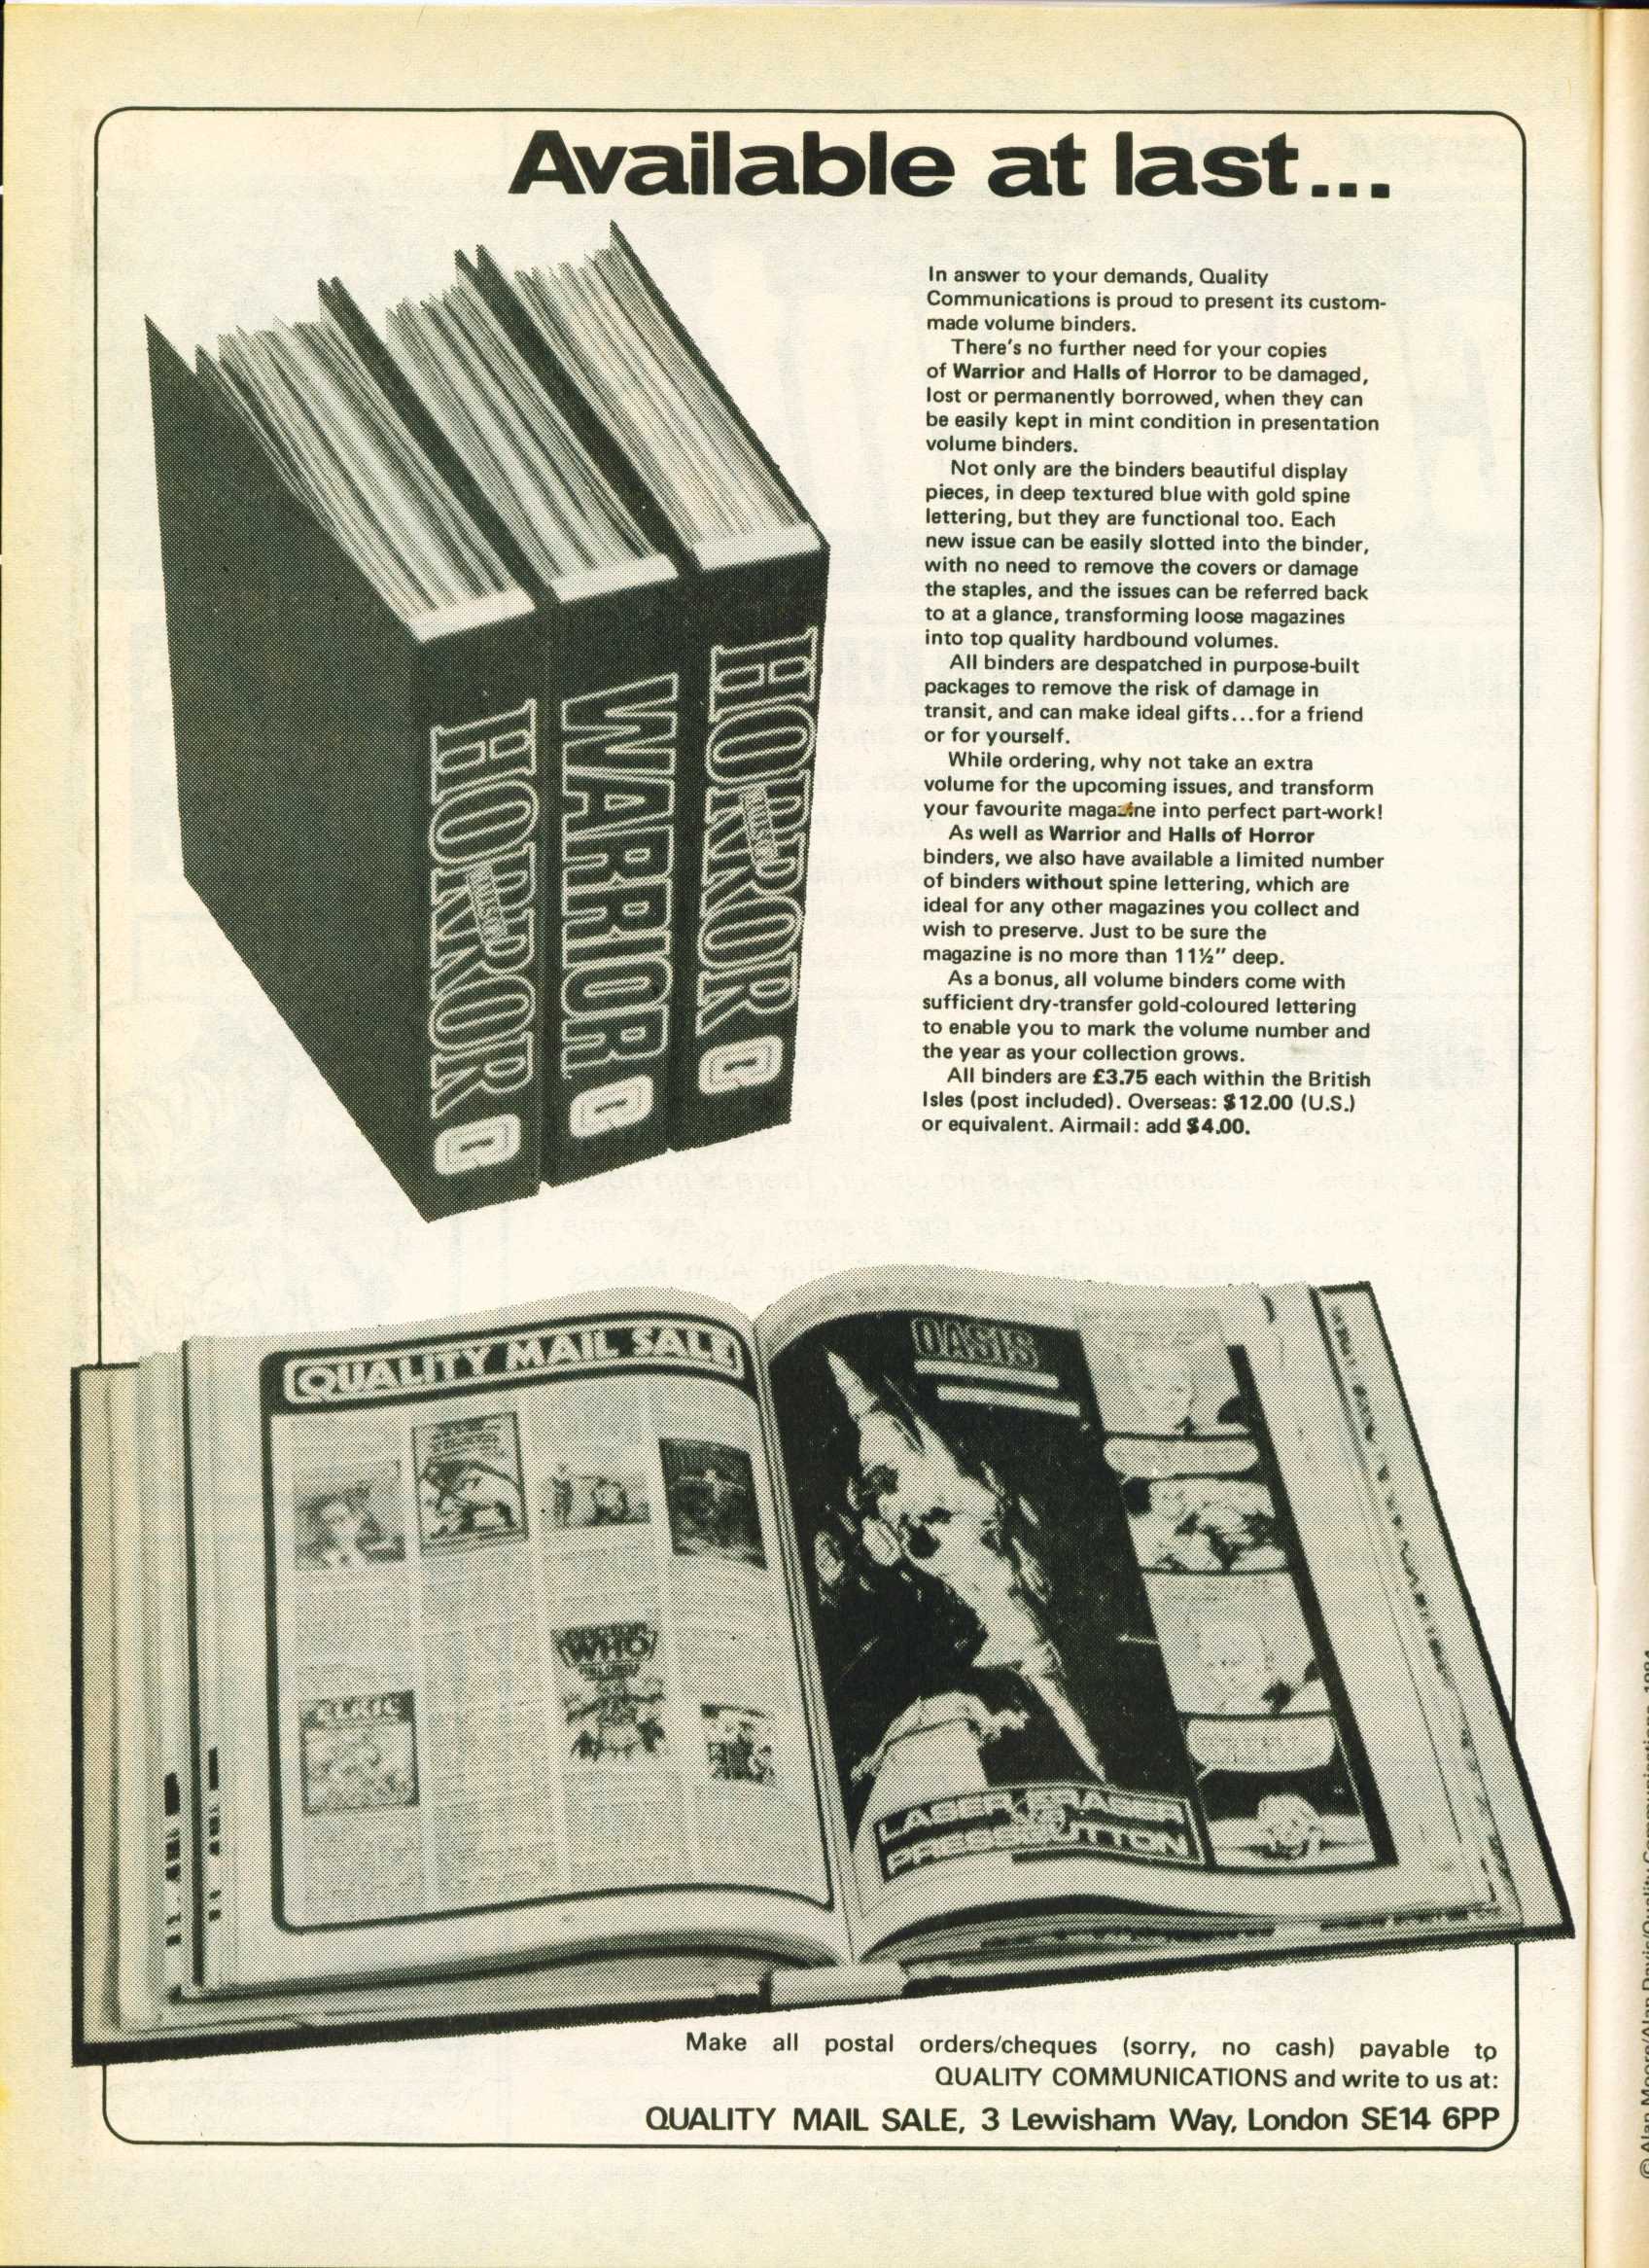 Available at last...
In answer to your demands, Quality
Communications is proud to present its custom-
made volume binders.
There's no further need for your copies
of Warrior and Halls of Horror to be damaged,
lost or permanently borrowed, when they can
be easily kept in mint condition in presentation
volume binders.
Not only are the binders beautiful display
pieces, in deep textured blue with gold spine
lettering, but they are functional too. Each
new issue can be easily slotted into the binder,
with no need to remove the covers or damage
the staples, and the issues can be referred back
to at a glance, transforming loose magazines
into top quality hardbound volumes.
All binders are despatched in purpose-built
packages to remove the risk of damage in
transit, and can make ideal gifts...for a friend
or for yourself.
While ordering, why not take an extra
volume for the upcoming issues, and transform
your favourite magazine into perfect part-work!
As well as Warrior and Halls of Horror
binders, we also have available a limited number
of binders without spine lettering, which are
ideal for any other magazines you collect and
wish to preserve. Just to be sure the
magazine is no more than 11½" deep.
As a bonus, all volume binders come with
sufficient dry-transfer gold-coloured lettering
to enable you to mark the volume number and
the year as your collection grows.
All binders are £3.75 each within the British
Isles (post included). Overseas: $12.00 (U.S.)
or equivalent. Airmail: add $4.00.
HORROR
WARRIOR
HORROR
QUALITY MAIL SALE
DOCTOR
WHO
OASIS
LASER ERASER
PRESSBUTTON
Make all postal orders/cheques (sorry, no cash) payable to
QUALITY COMMUNICATIONS and write to us at:
QUALITY MAIL SALE, 3 Lewisham Way, London SE14 6PP
© Alan Moore/Alan Davis/Quality Communications 1984